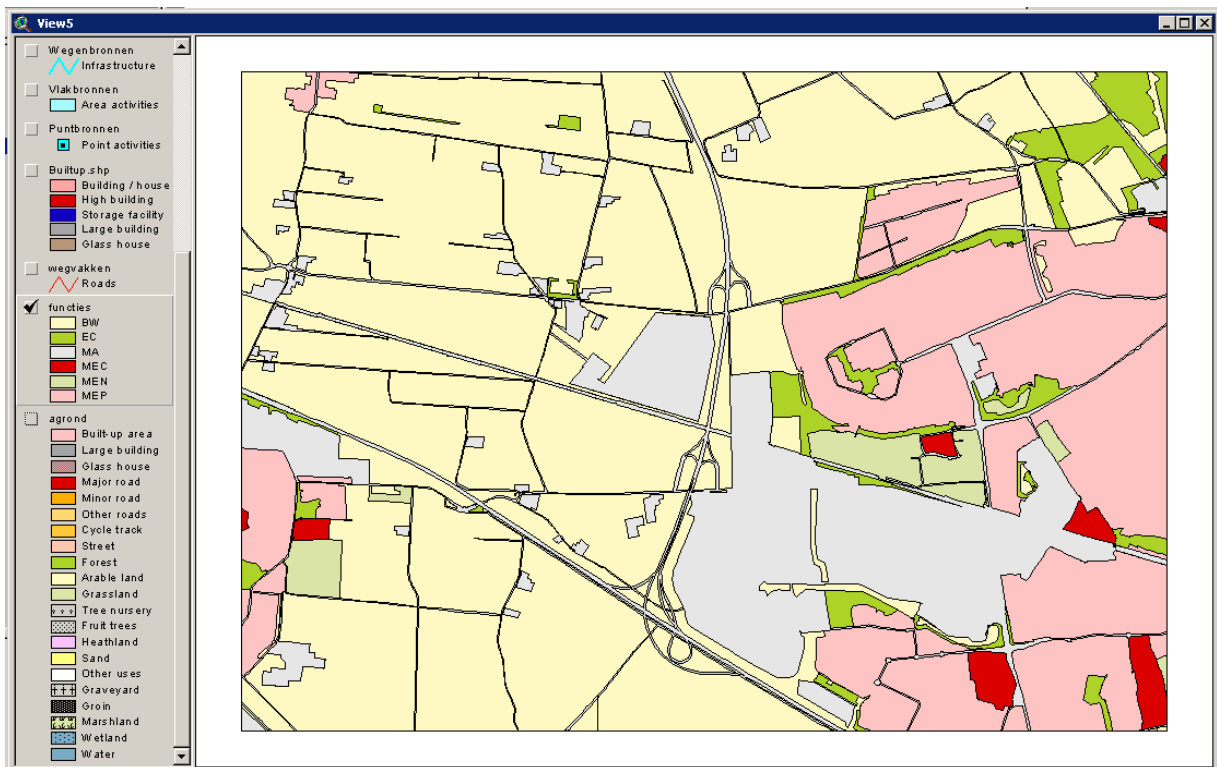 View5
Wegenbronnen
Infrastructure
Vlakbronnen
Area activities
Puntbronnen
Point activities
Builtup.shp
Building / house
High building
Storage facility
Large building
Glass house
wegvakken
Roads
functies
BW
EC
MA
MEC
MEN
MEP
agrond
Built-up area
Large building
Glass house
Major road
Minor road
Other roads
Cycle track
Street
Forest
Arable land
Grassland
Tree nursery
Fruit trees
Heathland
Sand
Other uses
Graveyard
Groin
Marshland
Wetland
Water